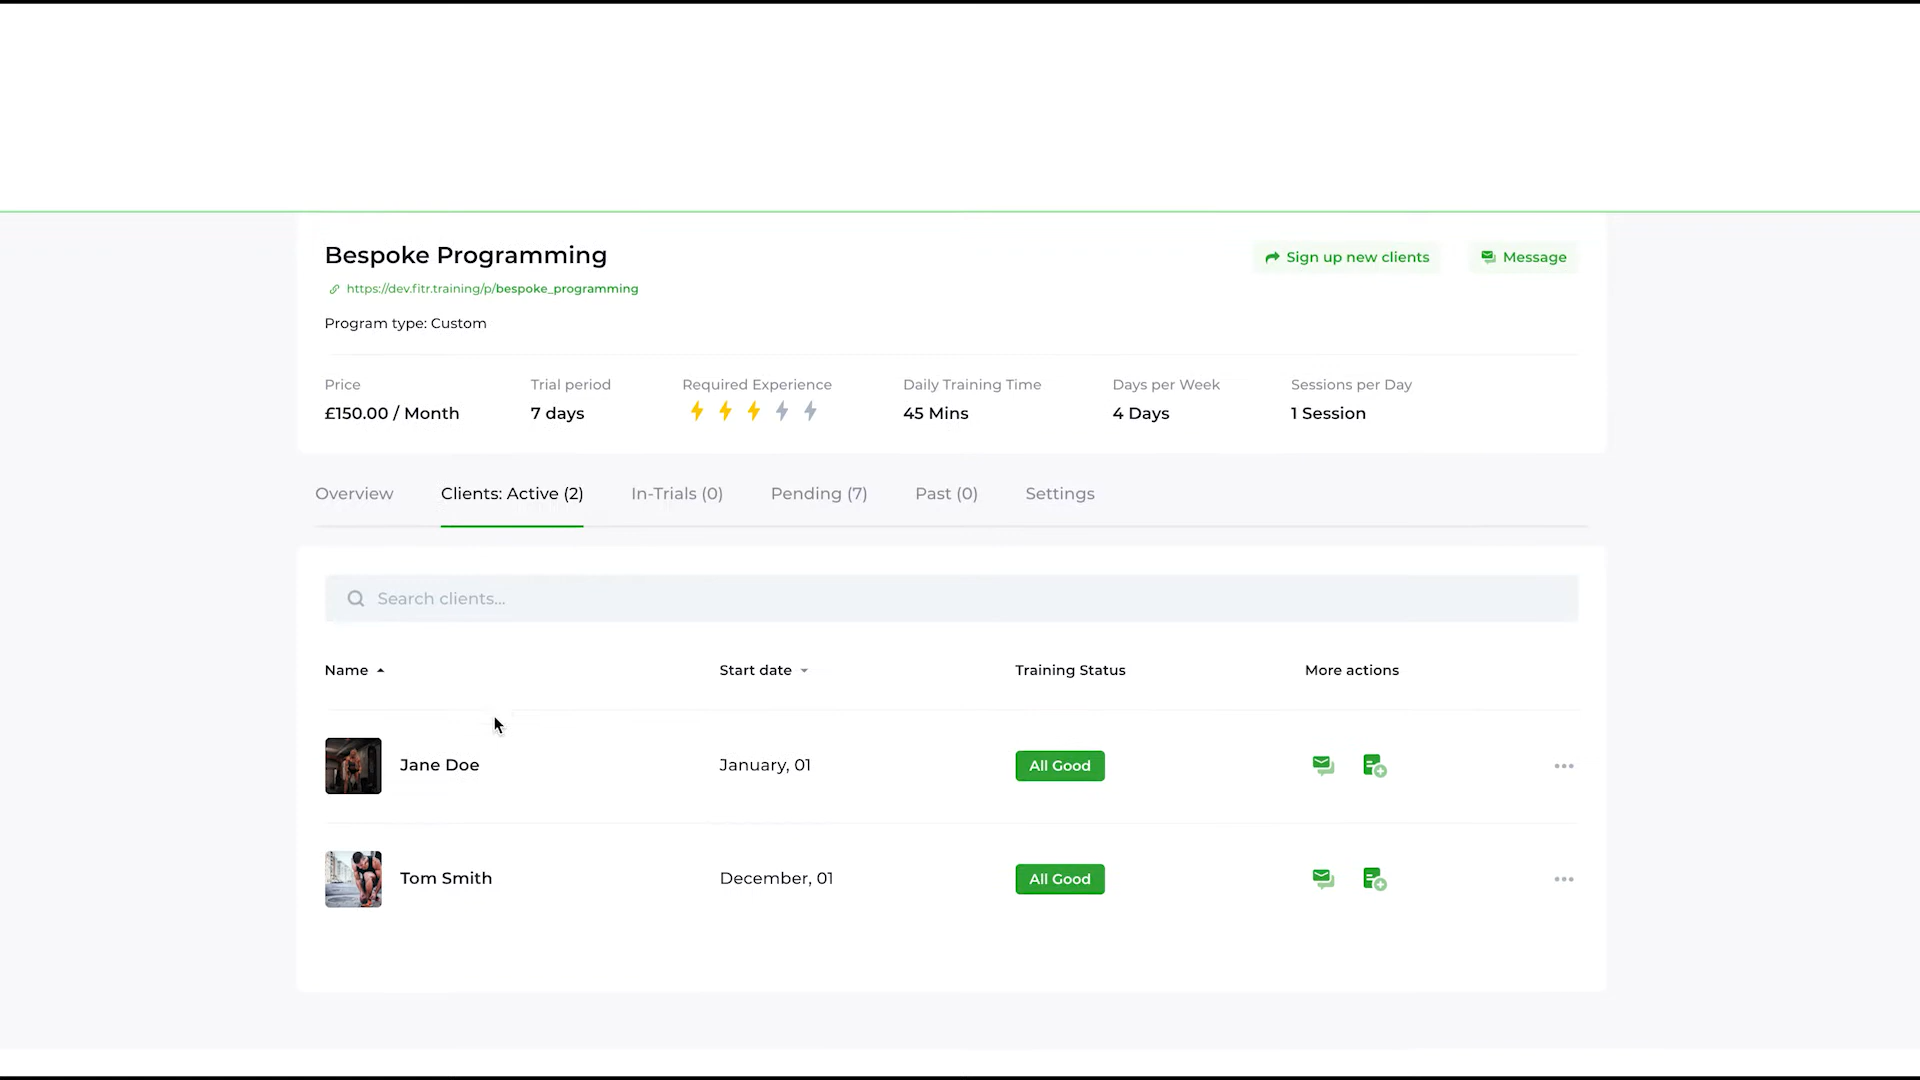 Bespoke Programming
Sign up new clients
Message
https://dev.fitr.training/p/bespoke_programming
Program type: Custom
Price
Trial period
Required Experience
Daily Training Time
Days per Week
Sessions per Day
£150.00 / Month
7 days
45 Mins
4 Days
1 Session
Overview
Clients: Active (2)
In-Trials (0)
Pending (7)
Past (0)
Settings
Search clients...
Name
Start date
Training Status
More actions
Jane Doe
January, 01
All Good
Tom Smith
December, 01
All Good